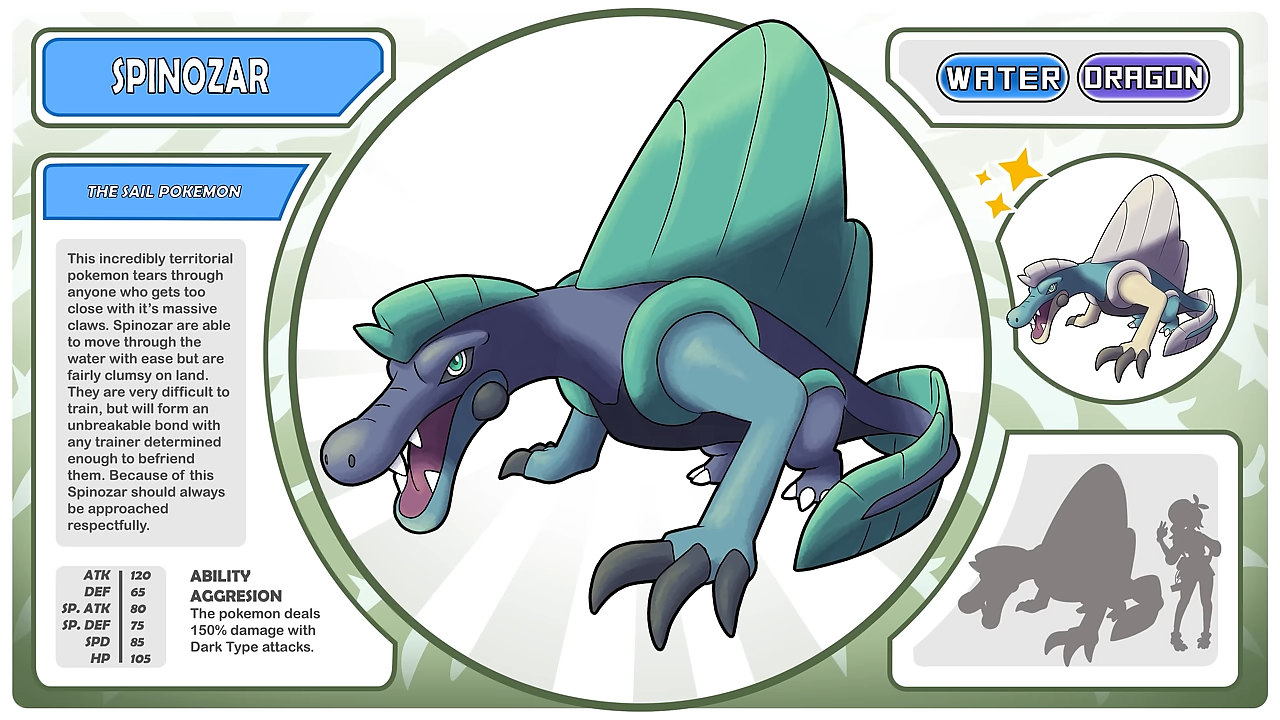 SPINOZAR
WATER DRAGON
THE SAIL POKEMON
This incredibly territorial
pokemon tears through
anyone who gets too
close with it's massive
claws. Spinozar are able
to move through the
water with ease but are
fairly clumsy on land.
They are very difficult to
train, but will form an
unbreakable bond with
any trainer determined
enough to befriend
them. Because of this
Spinozar should always
be approached
respectfully.
ATK 120
DEF 65
SP. ATK 80
SP. DEF 75
SPD 85
HP 105
ABILITY
AGGRESION
The pokemon deals
150% damage with
Dark Type attacks.